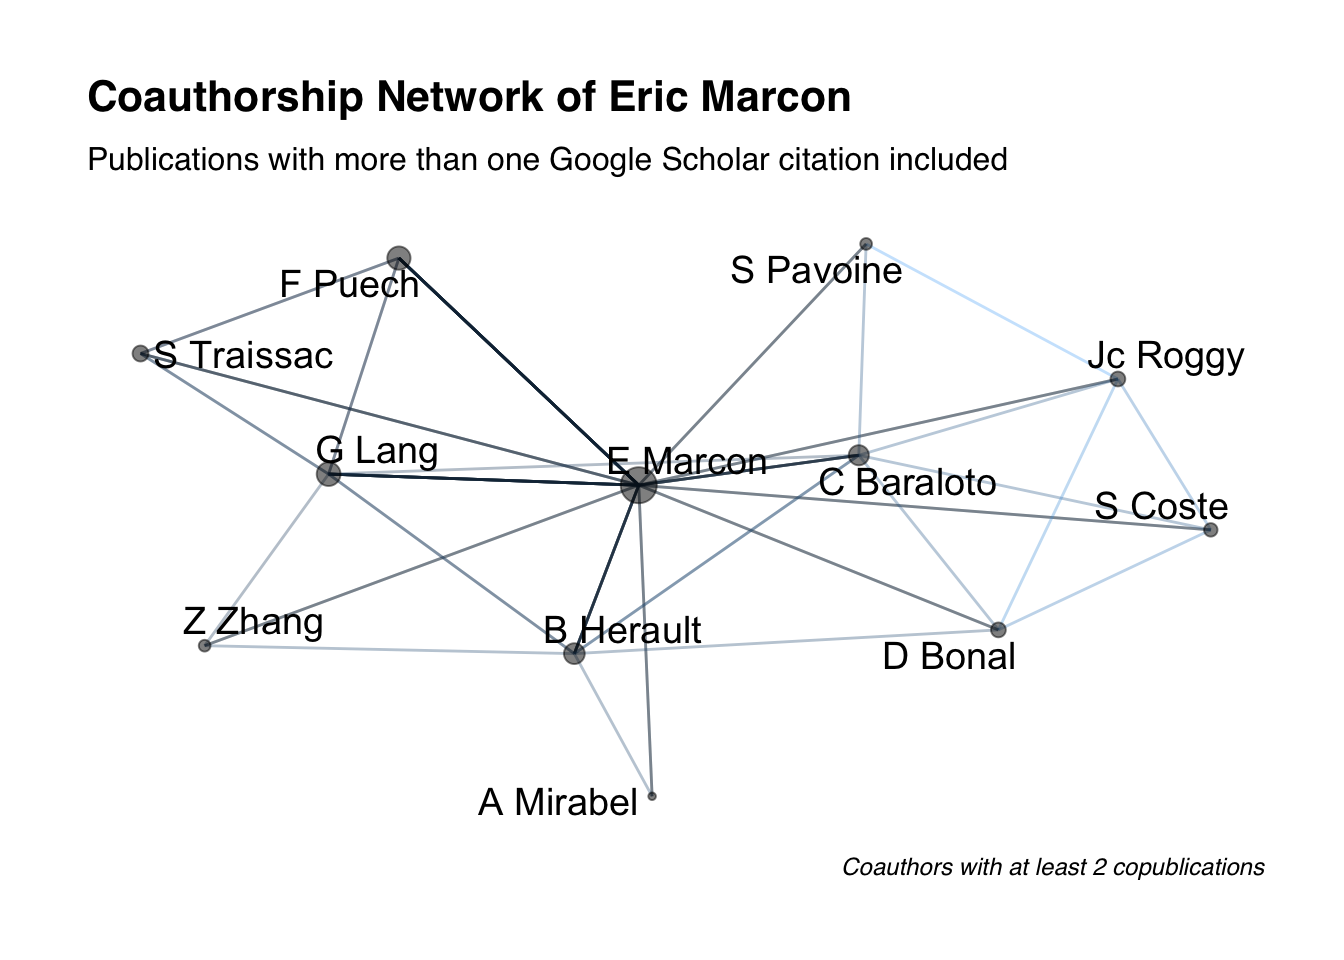 Coauthorship Network of Eric Marcon
Publications with more than one Google Scholar citation included
S Pavoine
F Puech
S Traissac
Jc Roggy
G Lang
E Marcon
C Baraloto
S Coste
Z Zhang
B Herault
D Bonal
A Mirabel
Coauthors with at least 2 copublications